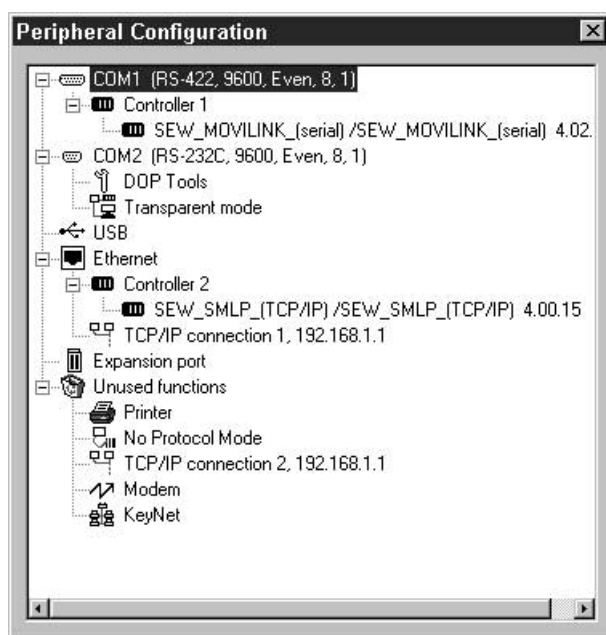 Peripheral Configuration
COM1 (RS-422, 9600, Even, 8, 1)
Controller 1
SEW_MOVILINK_(serial) /SEW_MOVILINK_(serial) 4.02.
COM2 (RS-232C, 9600, Even, 8, 1)
DOP Tools
Transparent mode
USB
Ethernet
Controller 2
SEW_SMLP_(TCP/IP) /SEW_SMLP_(TCP/IP) 4.00.15
TCP/IP connection 1, 192.168.1.1
Expansion port
Unused functions
Printer
No Protocol Mode
TCP/IP connection 2, 192.168.1.1
Modem
KeyNet